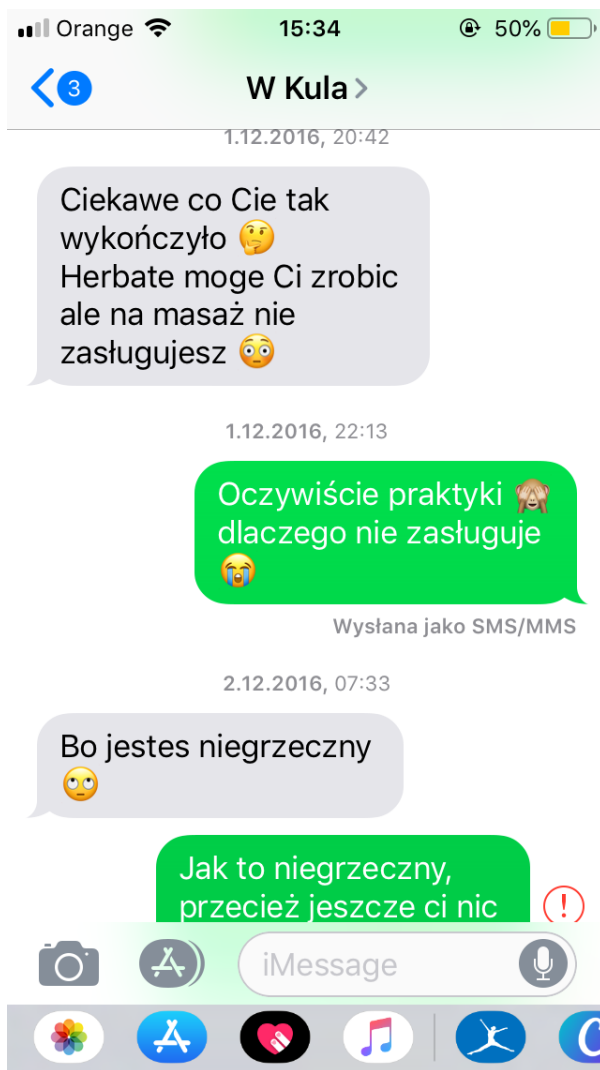 Orange 15:34 50%
3 W Kula
1.12.2016, 20:42
Ciekawe co Cie tak
wykończyło 🤔
Herbate moge Ci zrobic
ale na masaż nie
zasługujesz 😳
1.12.2016, 22:13
Oczywiście praktyki 🙈
dlaczego nie zasługuje
😭
Wysłana jako SMS/MMS
2.12.2016, 07:33
Bo jestes niegrzeczny
🙄
Jak to niegrzeczny,
przecież jeszcze ci nic
!
iMessage